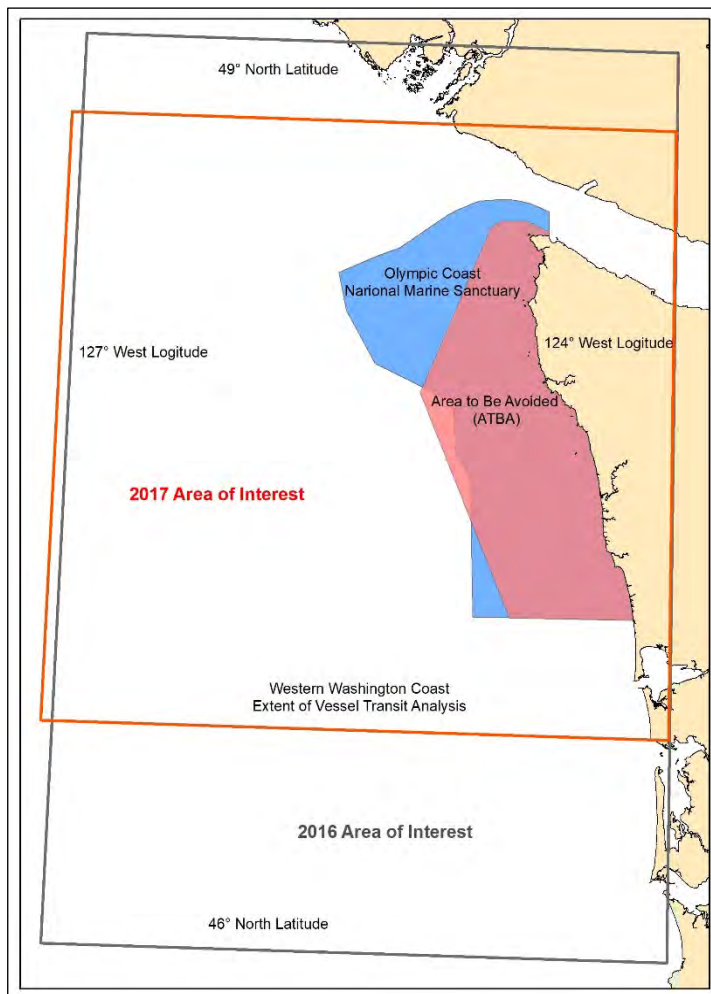 49° North Latitude
Olympic Coast
Narional Marine Sanctuary
127° West Logitude
124° West Logitude
Area to Be Avoided
(ATBA)
2017 Area of Interest
Western Washington Coast
Extent of Vessel Transit Analysis
2016 Area of Interest
46° North Latitude